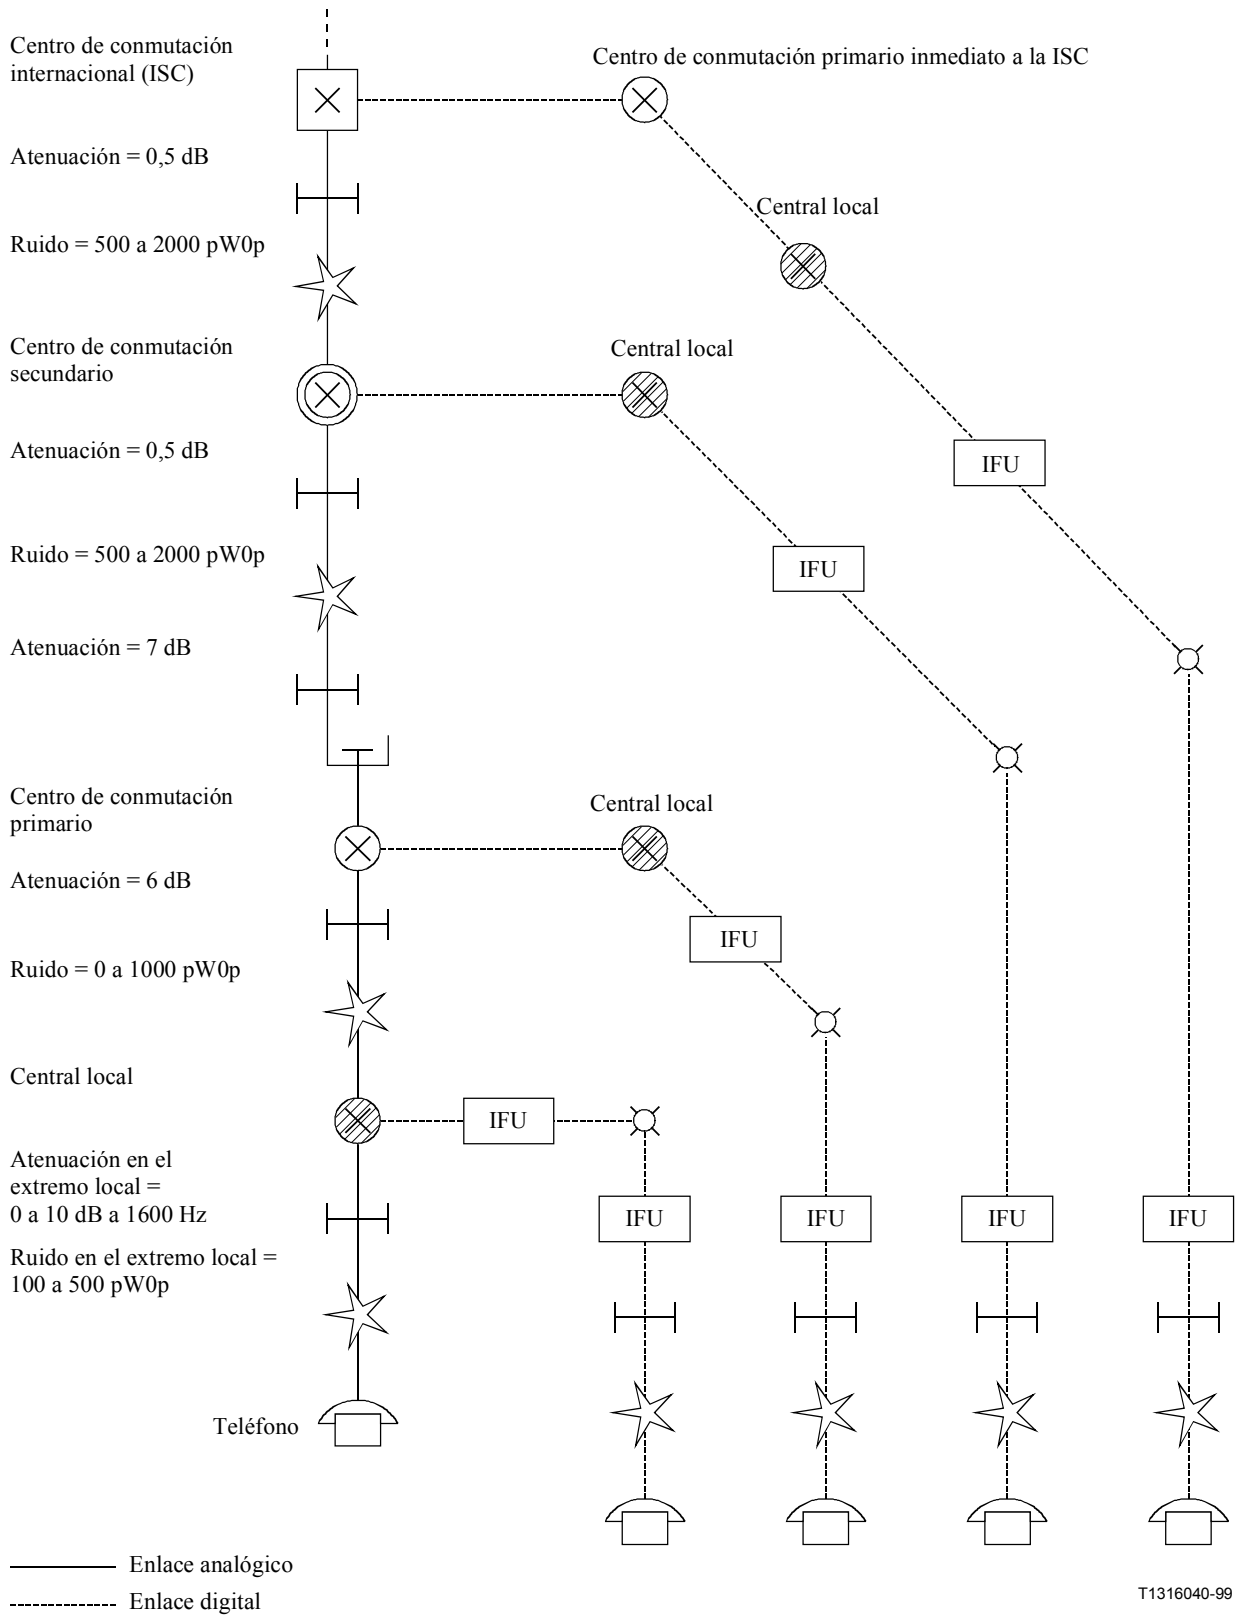 Centro de conmutación
internacional (ISC)
Centro de conmutación primario inmediato a la ISC
Atenuación = 0,5 dB
Central local
Ruido = 500 a 2000 pW0p
Centro de conmutación
secundario
Central local
Atenuación = 0,5 dB
IFU
Ruido = 500 a 2000 pW0p
IFU
Atenuación = 7 dB
Centro de conmutación
primario
Central local
Atenuación = 6 dB
IFU
Ruido = 0 a 1000 pW0p
Central local
IFU
Atenuación en el
extremo local =
0 a 10 dB a 1600 Hz
IFU
IFU
IFU
IFU
Ruido en el extremo local =
100 a 500 pW0p
Teléfono
Enlace analógico
Enlace digital
T1316040-99